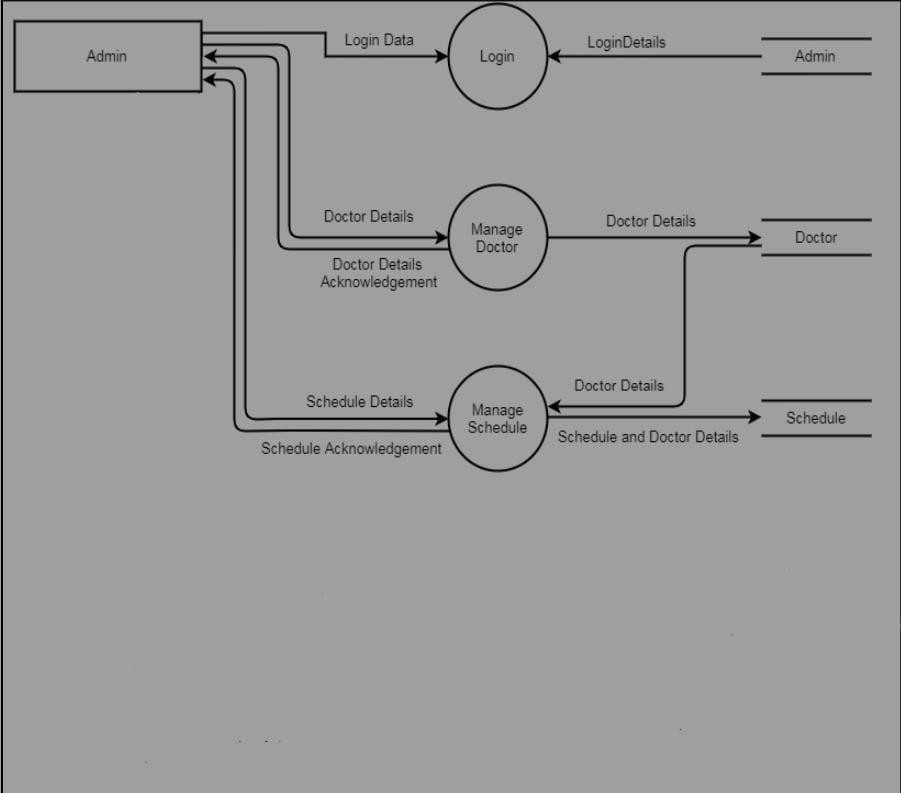 Admin
Login Data
Login
LoginDetails
Admin
Doctor Details
Manage
Doctor
Doctor Details
Doctor
Doctor Details
Acknowledgement
Schedule Details
Manage
Schedule
Doctor Details
Schedule
Schedule Acknowledgement
Schedule and Doctor Details